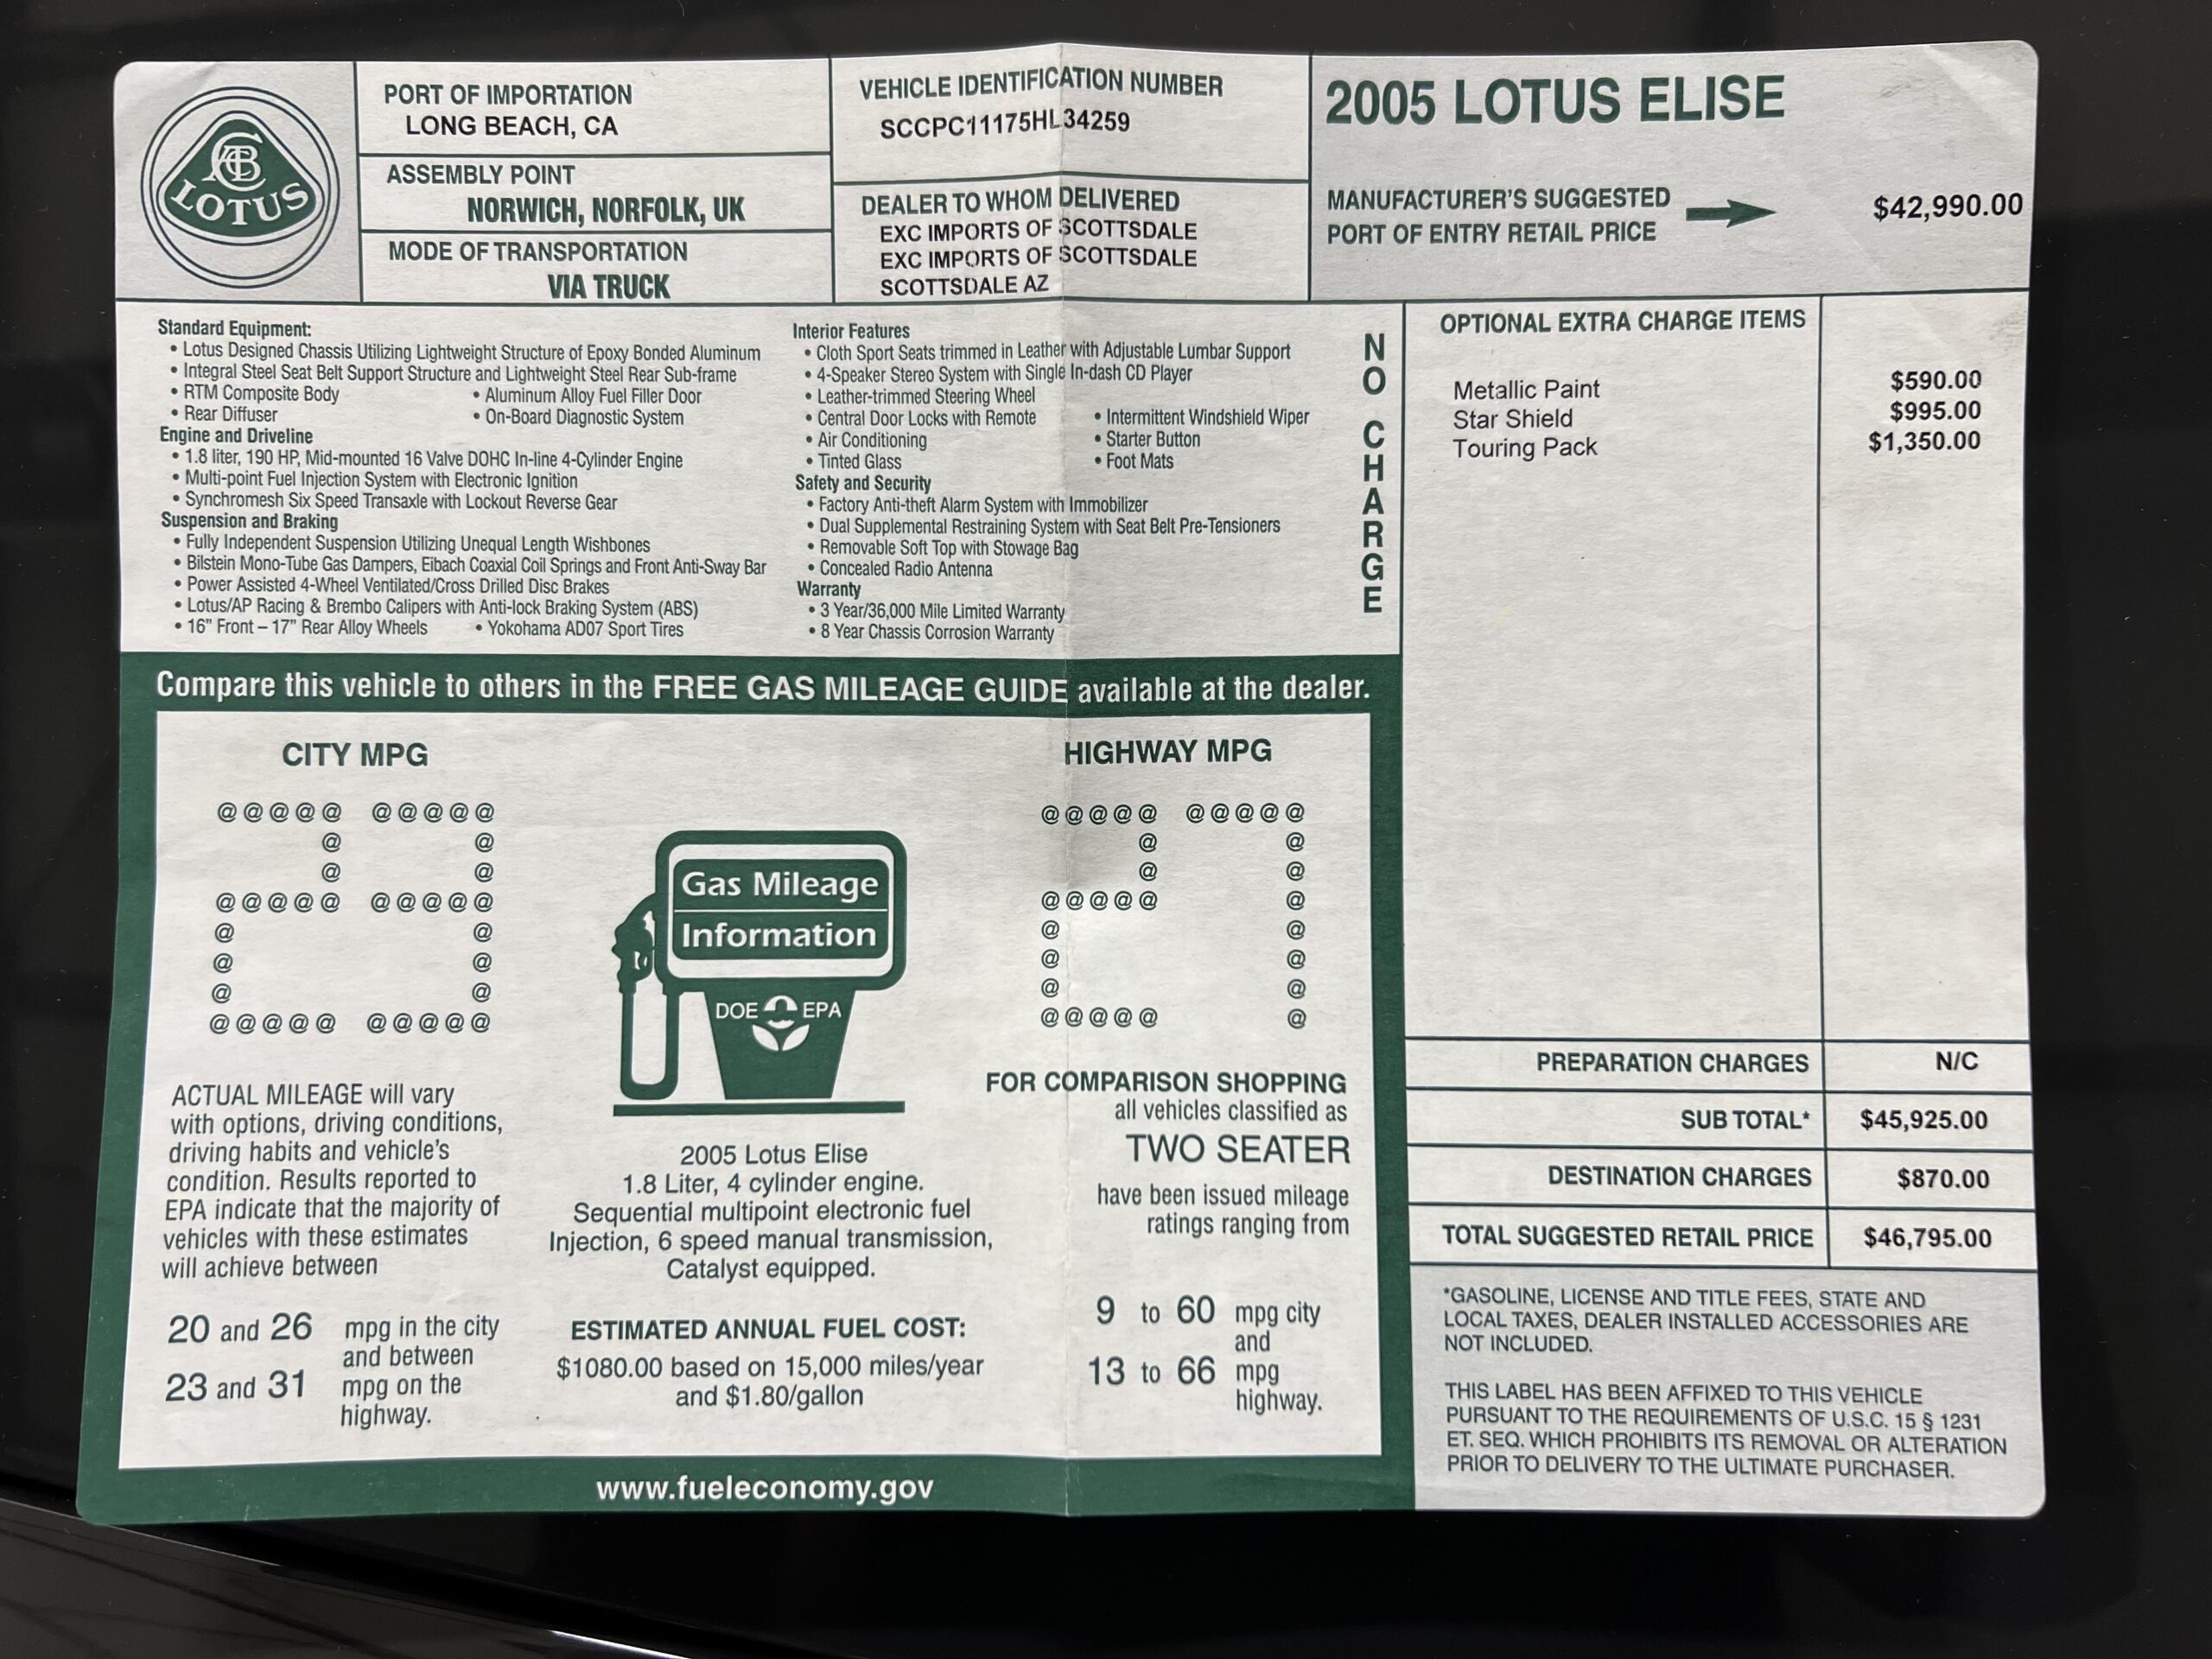 LOTUS
PORT OF IMPORTATION
LONG BEACH, CA
ASSEMBLY POINT
NORWICH, NORFOLK, UK
MODE OF TRANSPORTATION
VIA TRUCK
VEHICLE IDENTIFICATION NUMBER
SCCPC11175HL34259
DEALER TO WHOM DELIVERED
EXC IMPORTS OF SCOTTSDALE
EXC IMPORTS OF SCOTTSDALE
SCOTTSDALE AZ
2005 LOTUS ELISE
MANUFACTURER'S SUGGESTED
PORT OF ENTRY RETAIL PRICE
$42,990.00
Standard Equipment:
• Lotus Designed Chassis Utilizing Lightweight Structure of Epoxy Bonded Aluminum
• Integral Steel Seat Belt Support Structure and Lightweight Steel Rear Sub-frame
• RTM Composite Body • Aluminum Alloy Fuel Filler Door
• Rear Diffuser • On-Board Diagnostic System
Engine and Driveline
• 1.8 liter, 190 HP, Mid-mounted 16 Valve DOHC In-line 4-Cylinder Engine
• Multi-point Fuel Injection System with Electronic Ignition
• Synchromesh Six Speed Transaxle with Lockout Reverse Gear
Suspension and Braking
• Fully Independent Suspension Utilizing Unequal Length Wishbones
• Bilstein Mono-Tube Gas Dampers, Eibach Coaxial Coil Springs and Front Anti-Sway Bar
• Power Assisted 4-Wheel Ventilated/Cross Drilled Disc Brakes
• Lotus/AP Racing & Brembo Calipers with Anti-lock Braking System (ABS)
• 16" Front – 17" Rear Alloy Wheels • Yokohama AD07 Sport Tires
Interior Features
• Cloth Sport Seats trimmed in Leather with Adjustable Lumbar Support
• 4-Speaker Stereo System with Single In-dash CD Player
• Leather-trimmed Steering Wheel
• Central Door Locks with Remote • Intermittent Windshield Wiper
• Air Conditioning • Starter Button
• Tinted Glass • Foot Mats
Safety and Security
• Factory Anti-theft Alarm System with Immobilizer
• Dual Supplemental Restraining System with Seat Belt Pre-Tensioners
• Removable Soft Top with Stowage Bag
• Concealed Radio Antenna
Warranty
• 3 Year/36,000 Mile Limited Warranty
• 8 Year Chassis Corrosion Warranty
NO CHARGE
OPTIONAL EXTRA CHARGE ITEMS
Metallic Paint $590.00
Star Shield $995.00
Touring Pack $1,350.00
PREPARATION CHARGES N/C
SUB TOTAL* $45,925.00
DESTINATION CHARGES $870.00
TOTAL SUGGESTED RETAIL PRICE $46,795.00
*GASOLINE, LICENSE AND TITLE FEES, STATE AND
LOCAL TAXES, DEALER INSTALLED ACCESSORIES ARE
NOT INCLUDED.
THIS LABEL HAS BEEN AFFIXED TO THIS VEHICLE
PURSUANT TO THE REQUIREMENTS OF U.S.C. 15 § 1231
ET. SEQ. WHICH PROHIBITS ITS REMOVAL OR ALTERATION
PRIOR TO DELIVERY TO THE ULTIMATE PURCHASER.
Compare this vehicle to others in the FREE GAS MILEAGE GUIDE available at the dealer.
CITY MPG
23
ACTUAL MILEAGE will vary
with options, driving conditions,
driving habits and vehicle's
condition. Results reported to
EPA indicate that the majority of
vehicles with these estimates
will achieve between
20 and 26 mpg in the city
and between
23 and 31 mpg on the
highway.
Gas Mileage
Information
DOE EPA
2005 Lotus Elise
1.8 Liter, 4 cylinder engine.
Sequential multipoint electronic fuel
Injection, 6 speed manual transmission,
Catalyst equipped.
ESTIMATED ANNUAL FUEL COST:
$1080.00 based on 15,000 miles/year
and $1.80/gallon
HIGHWAY MPG
27
FOR COMPARISON SHOPPING
all vehicles classified as
TWO SEATER
have been issued mileage
ratings ranging from
9 to 60 mpg city
and
13 to 66 mpg
highway.
www.fueleconomy.gov